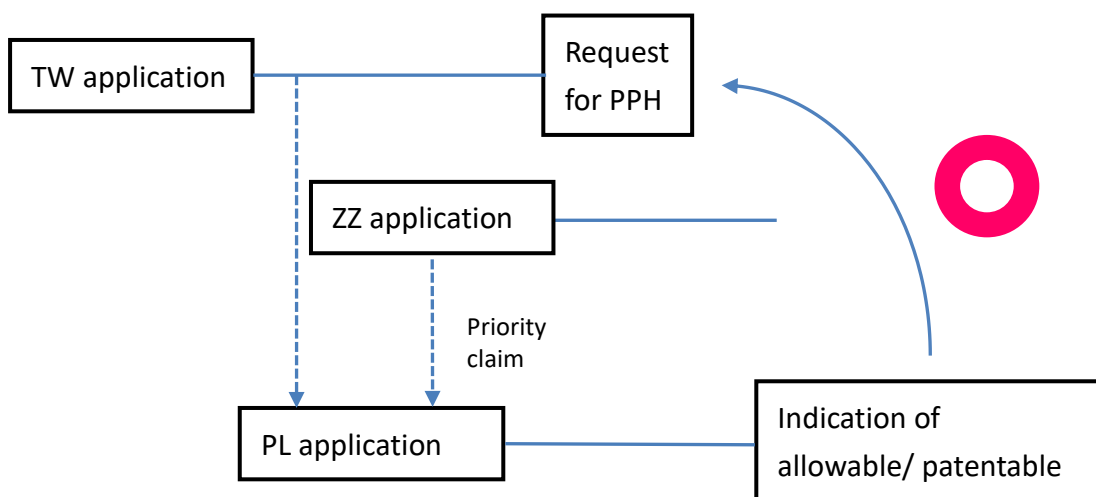 TW application
Request
for PPH
ZZ application
Priority
claim
PL application
Indication of
allowable/ patentable